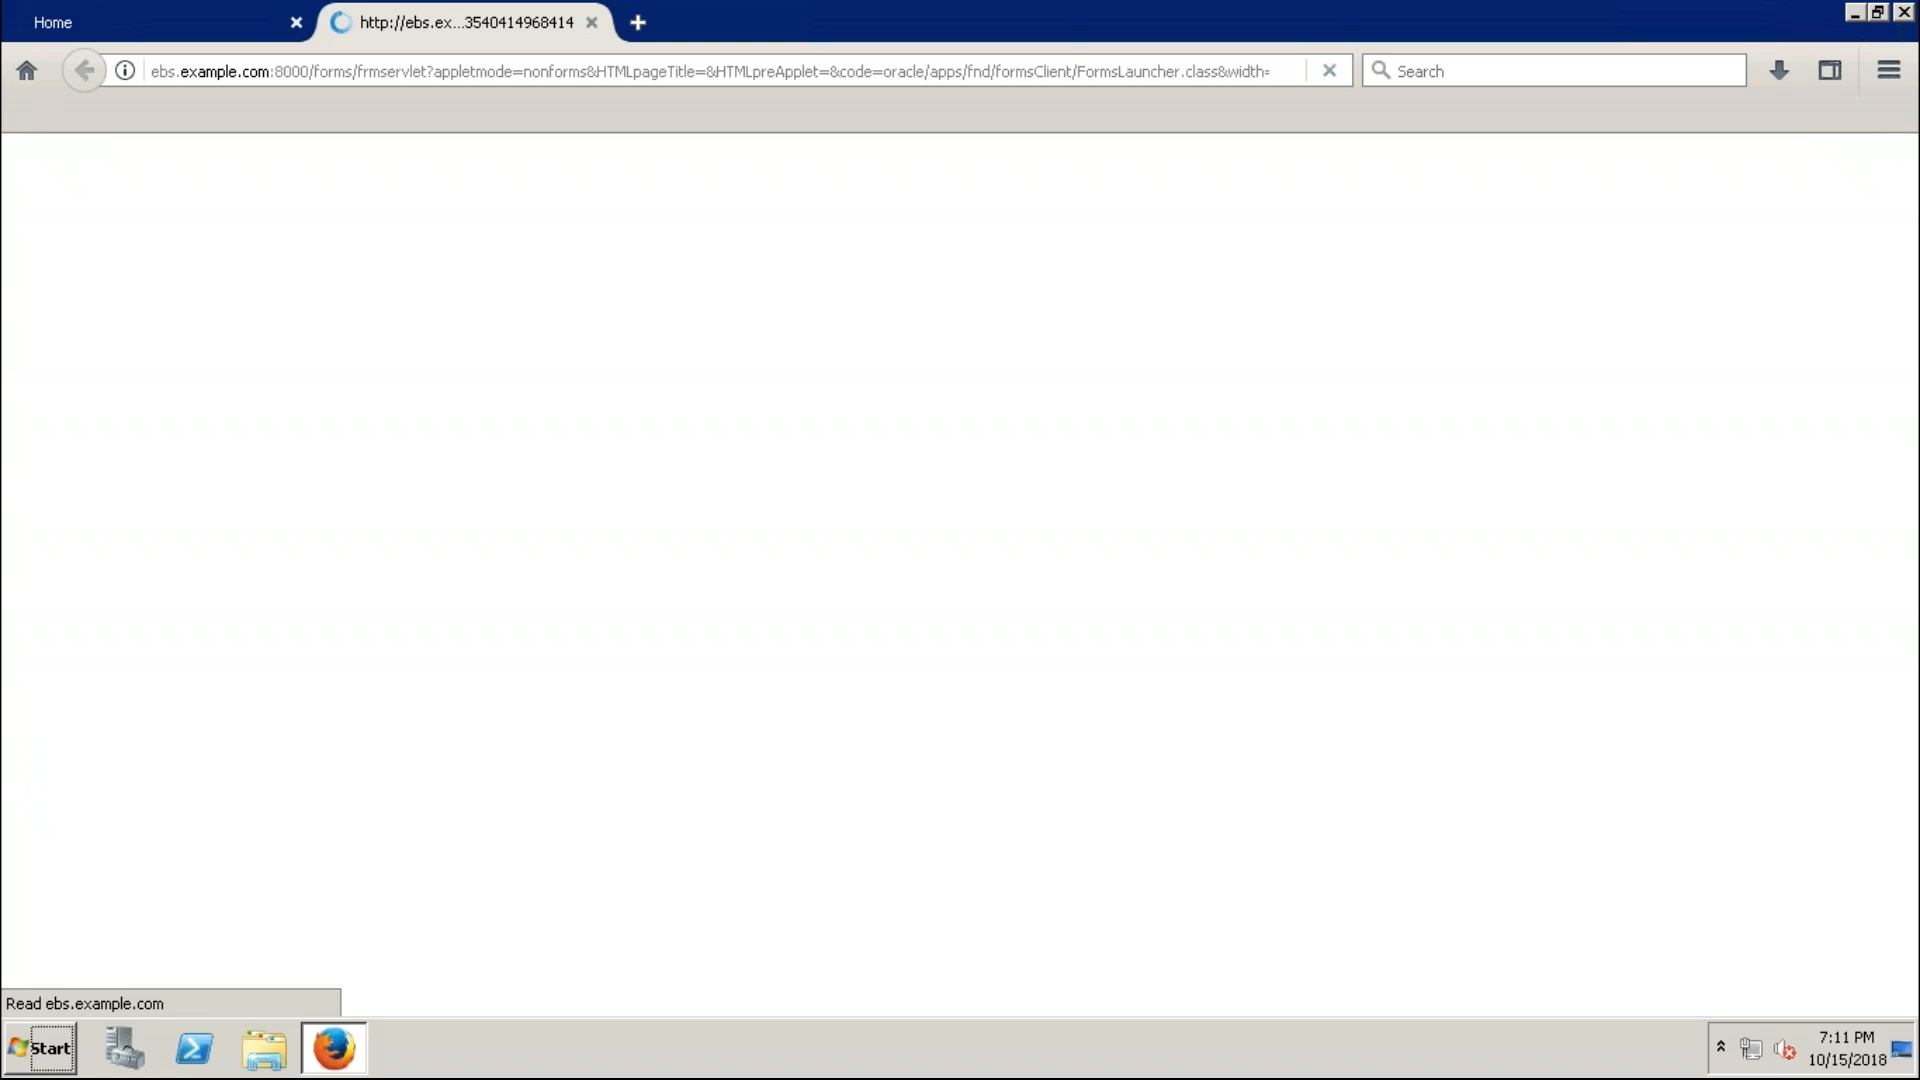 Home
http://ebs.ex...3540414968414
ebs.example.com:8000/forms/frmservlet?appletmode=nonforms&HTMLpageTitle=&HTMLpreApplet=&code=oracle/apps/fnd/formsClient/FormsLauncher.class&width=
Search
Read ebs.example.com
Start
7:11 PM
10/15/2018